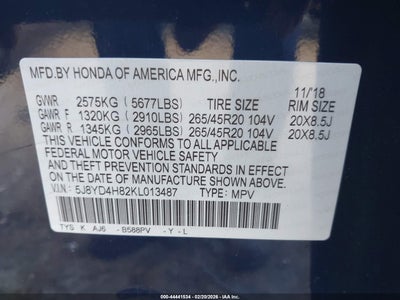 MFD.BY HONDA OF AMERICA MFG.,INC.
11/'18
GVWR 2575KG (5677LBS) TIRE SIZE RIM SIZE
GAWR F 1320KG (2910LBS) 265/45R20 104V 20X8.5J
GAWR R 1345KG (2965LBS) 265/45R20 104V 20X8.5J
THIS VEHICLE CONFORMS TO ALL APPLICABLE
FEDERAL MOTOR VEHICLE SAFETY, BUMPER,
AND THEFT PREVENTION STANDARDS IN EFFECT
ON THE DATE OF MANUFACTURE SHOWN ABOVE.
V.I.N: 5J8YD4H82KL013487 TYPE: MPV
TYS K AJ6 -B588PV -Y -L
000-44441534 - 02/20/2026 - IAAI.COM